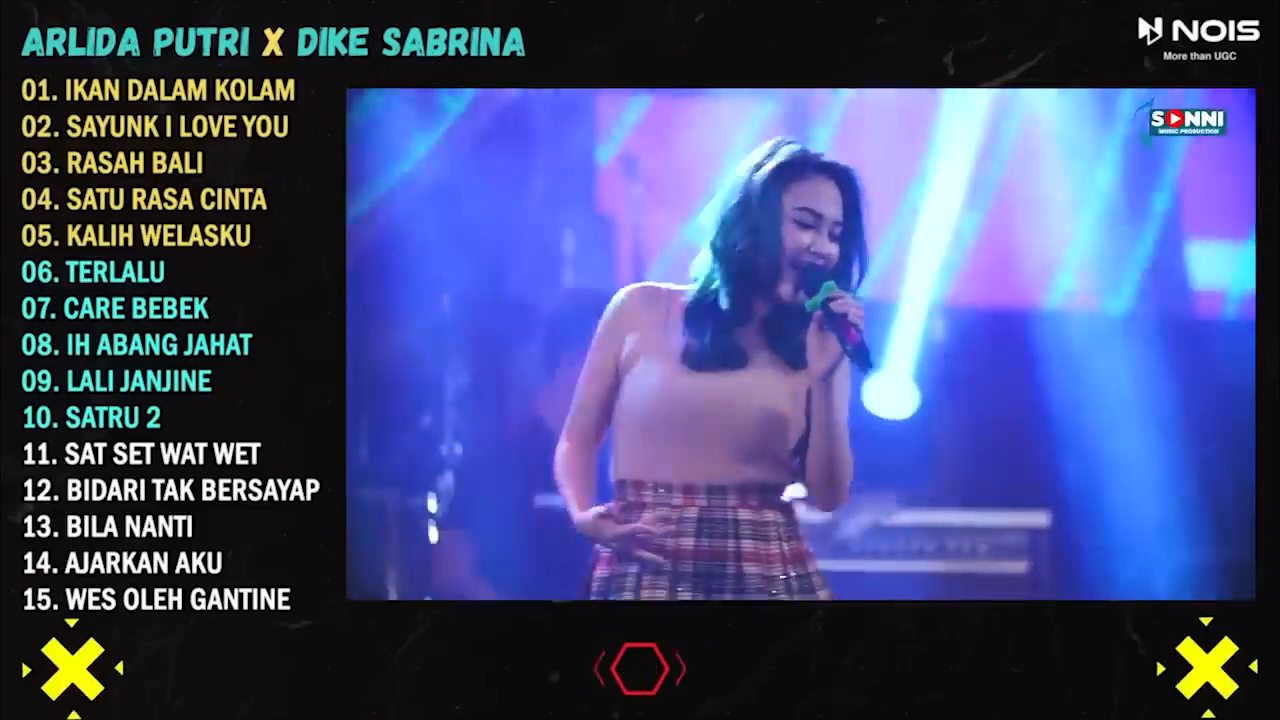 ARLIDA PUTRI X DIKE SABRINA
NOIS
More than UGC
01. IKAN DALAM KOLAM
02. SAYUNK I LOVE YOU
03. RASAH BALI
04. SATU RASA CINTA
05. KALIH WELASKU
06. TERLALU
07. CARE BEBEK
08. IH ABANG JAHAT
09. LALI JANJINE
10. SATRU 2
11. SAT SET WAT WET
12. BIDARI TAK BERSAYAP
13. BILA NANTI
14. AJARKAN AKU
15. WES OLEH GANTINE
SONNI
MUSIC PRODUCTION